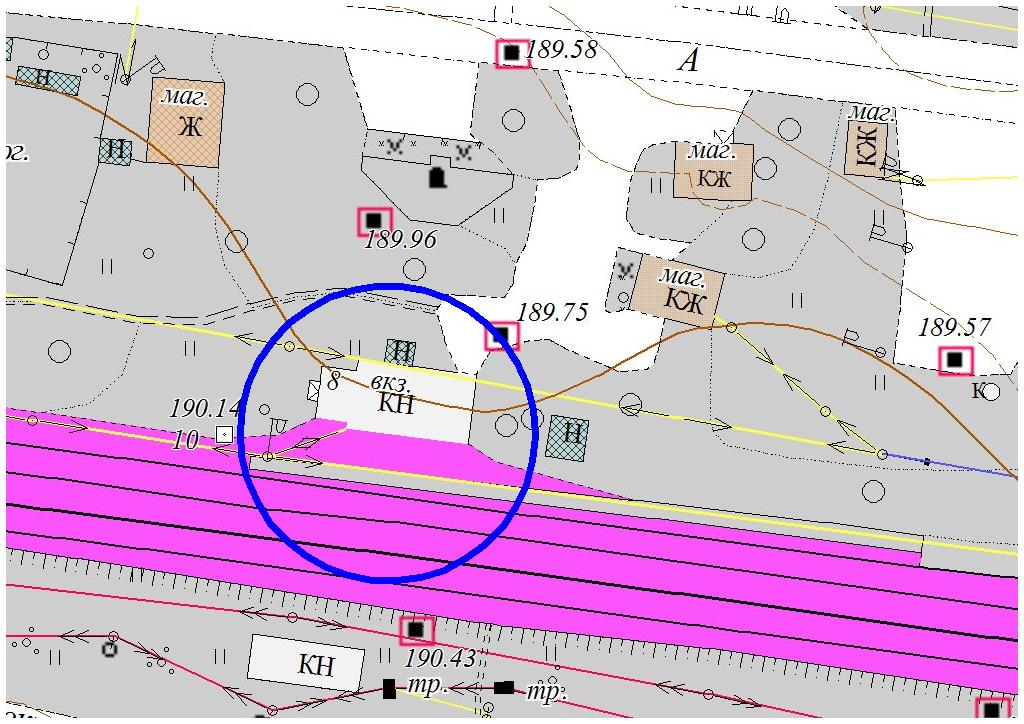 189.58
А
маг.
Ж
Н
Н
маг.
КЖ
маг.
КЖ
189.96
маг.
КЖ
189.75
189.57
Н
8
вкз.
КН
К
190.14
10
Н
КН
190.43
тр.
тр.